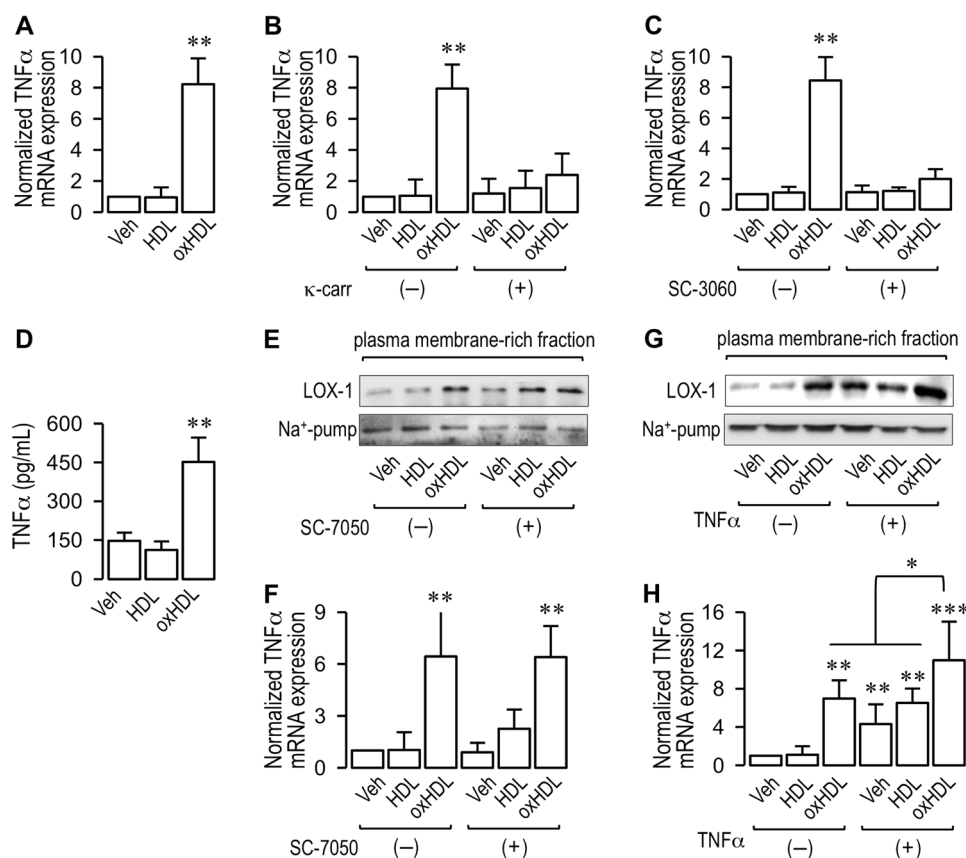 A
Normalized TNFα
mRNA expression
10
8
6
4
2
0
**
Veh
HDL
oxHDL
B
Normalized TNFα
mRNA expression
10
8
6
4
2
0
**
Veh
HDL
oxHDL
Veh
HDL
oxHDL
κ-carr
(–)
(+)
C
Normalized TNFα
mRNA expression
10
8
6
4
2
0
**
Veh
HDL
oxHDL
Veh
HDL
oxHDL
SC-3060
(–)
(+)
D
TNFα (pg/mL)
600
450
300
150
0
**
Veh
HDL
oxHDL
E
plasma membrane-rich fraction
LOX-1
Na⁺-pump
Veh
HDL
oxHDL
Veh
HDL
oxHDL
SC-7050
(–)
(+)
G
plasma membrane-rich fraction
LOX-1
Na⁺-pump
Veh
HDL
oxHDL
Veh
HDL
oxHDL
TNFα
(–)
(+)
F
Normalized TNFα
mRNA expression
9
6
3
0
**
**
Veh
HDL
oxHDL
Veh
HDL
oxHDL
SC-7050
(–)
(+)
H
Normalized TNFα
mRNA expression
16
12
8
4
0
*
**
**
**
***
Veh
HDL
oxHDL
Veh
HDL
oxHDL
TNFα
(–)
(+)